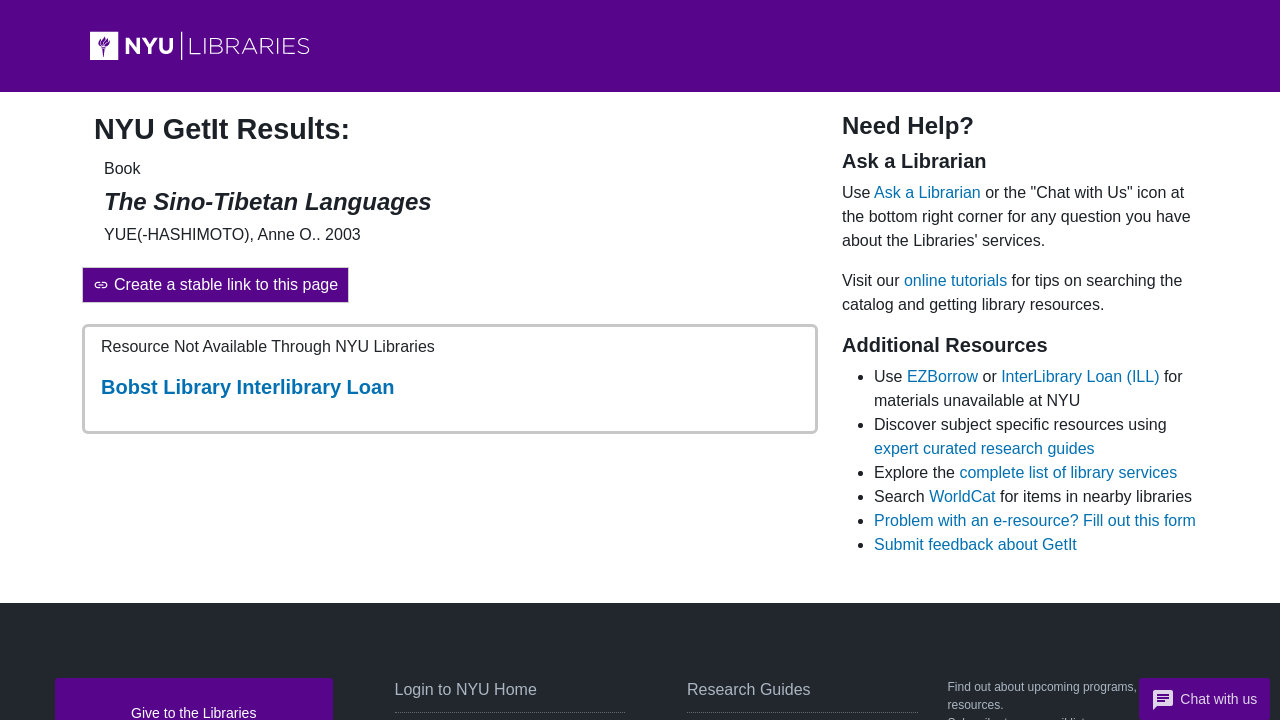 NYU LIBRARIES
NYU GetIt Results:
Book
The Sino-Tibetan Languages
YUE(-HASHIMOTO), Anne O.. 2003
Create a stable link to this page
Resource Not Available Through NYU Libraries
Bobst Library Interlibrary Loan
Need Help?
Ask a Librarian
Use Ask a Librarian or the "Chat with Us" icon at
the bottom right corner for any question you have
about the Libraries' services.
Visit our online tutorials for tips on searching the
catalog and getting library resources.
Additional Resources
Use EZBorrow or InterLibrary Loan (ILL) for
materials unavailable at NYU
Discover subject specific resources using
expert curated research guides
Explore the complete list of library services
Search WorldCat for items in nearby libraries
Problem with an e-resource? Fill out this form
Submit feedback about GetIt
Give to the Libraries
Login to NYU Home
Research Guides
Find out about upcoming programs,
resources.
Chat with us